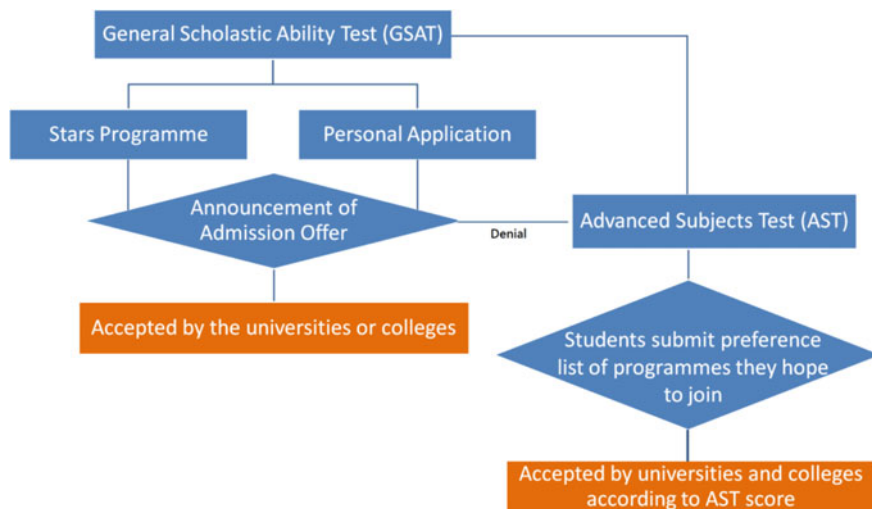 General Scholastic Ability Test (GSAT)
Stars Programme
Personal Application
Announcement of
Admission Offer
Denial
Advanced Subjects Test (AST)
Accepted by the universities or colleges
Students submit preference
list of programmes they hope
to join
Accepted by universities and colleges
according to AST score